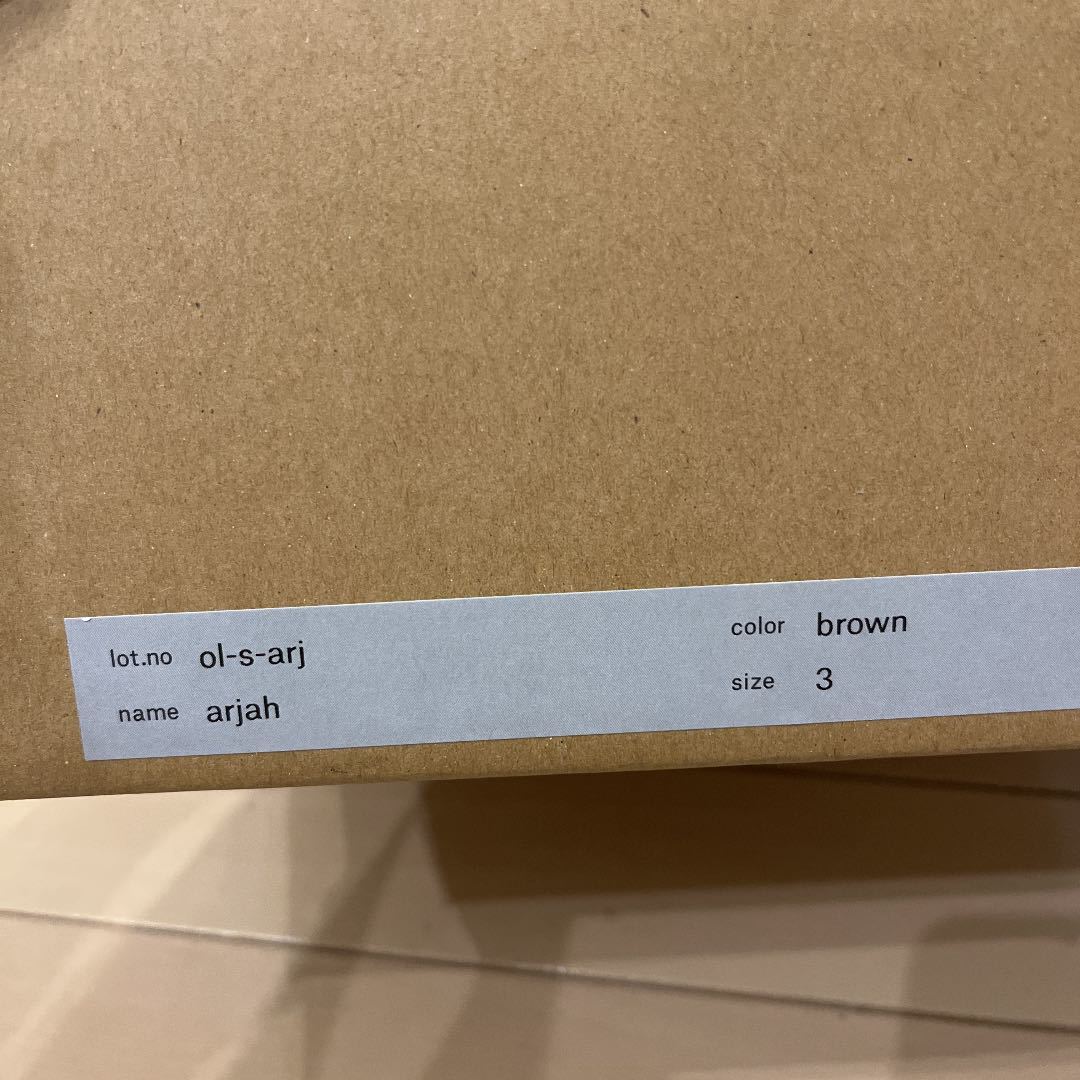 lot.no ol-s-arj
name arjah
color brown
size 3